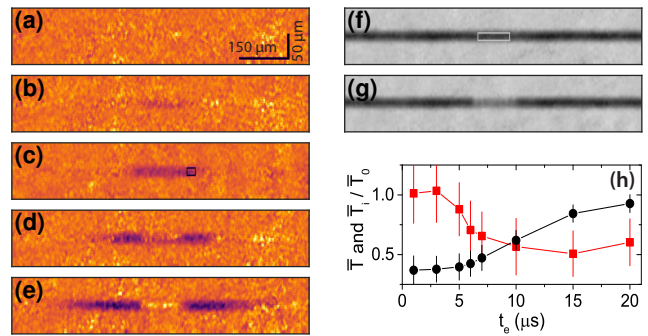 (a)
150 µm
50 µm
(b)
(c)
(d)
(e)
(f)
(g)
(h)
T̅ and T̅i / T̅0
1.0
0.5
0 5 10 15 20
te (µs)